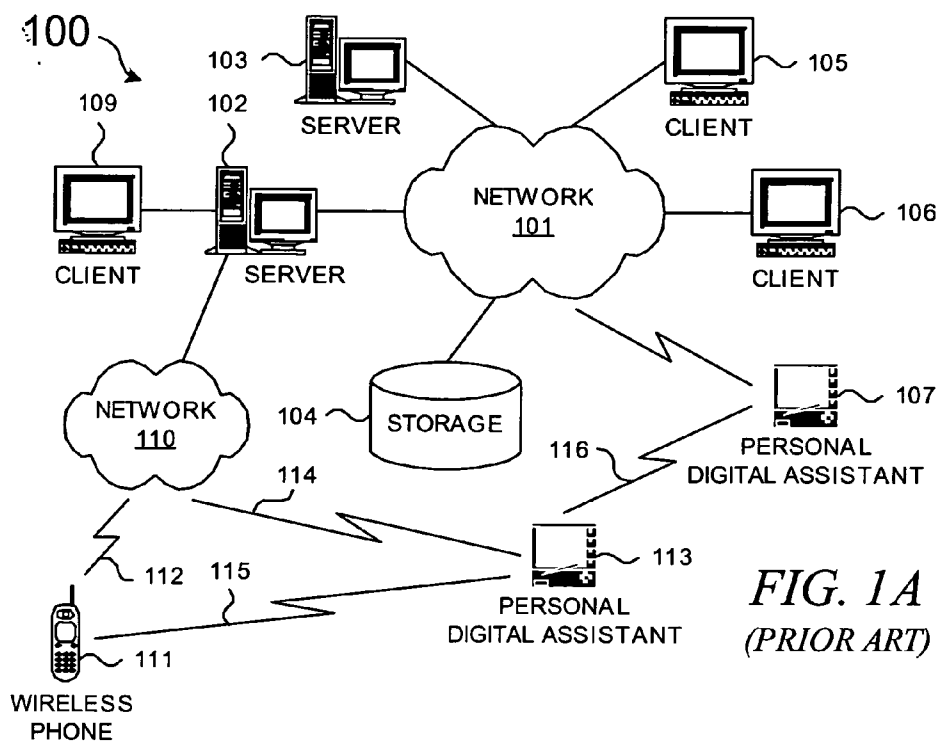 100
103
SERVER
105
CLIENT
109
102
CLIENT
SERVER
NETWORK
101
106
CLIENT
NETWORK
110
104
STORAGE
107
PERSONAL
DIGITAL ASSISTANT
116
114
112
115
113
PERSONAL
DIGITAL ASSISTANT
111
WIRELESS
PHONE
FIG. 1A
(PRIOR ART)